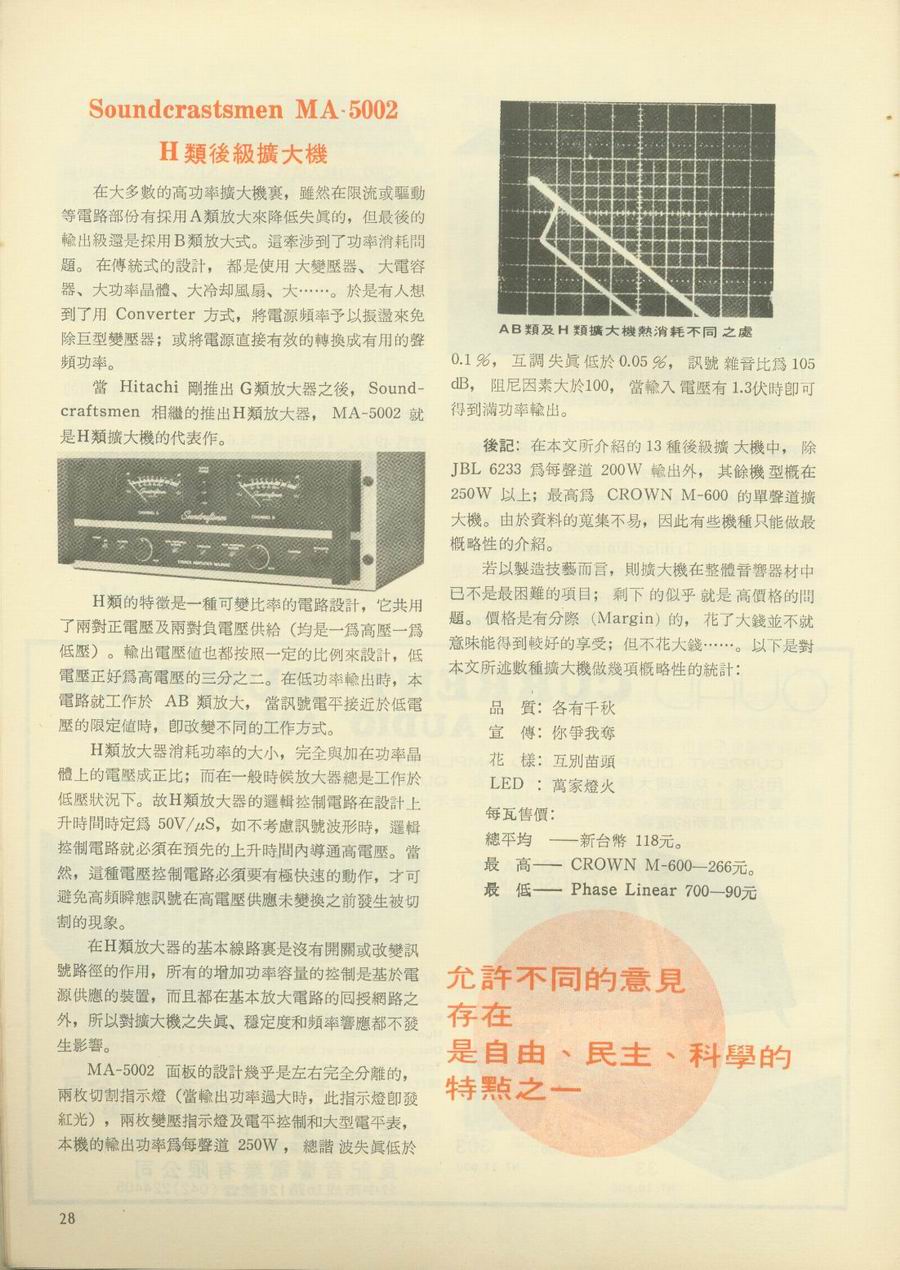 Soundcrastsmen MA-5002
H類後級擴大機
在大多數的高功率擴大機裏，雖然在限流或驅動
等電路部份有採用A類放大來降低失眞的，但最後的
輸出級還是採用B類放大式。這牽涉到了功率消耗問
題。在傳統式的設計，都是使用大變壓器、大電容
器、大功率晶體、大冷却風扇、大……。於是有人想
到了用 Converter 方式，將電源頻率予以振盪來免
除巨型變壓器；或將電源直接有效的轉換成有用的聲
頻功率。
當 Hitachi 剛推出 G類放大器之後，Sound-
craftsmen 相繼的推出H類放大器，MA-5002 就
是H類擴大機的代表作。
H類的特徵是一種可變比率的電路設計，它共用
了兩對正電壓及兩對負電壓供給（均是一爲高壓一爲
低壓）。輸出電壓値也都按照一定的比例來設計，低
電壓正好爲高電壓的三分之二。在低功率輸出時，本
電路就工作於 AB 類放大，當訊號電平接近於低電
壓的限定値時，卽改變不同的工作方式。
H類放大器消耗功率的大小，完全與加在功率晶
體上的電壓成正比；而在一般時候放大器總是工作於
低壓狀況下。故H類放大器的邏輯控制電路在設計上
升時間時定爲 50V/μS，如不考慮訊號波形時，邏輯
控制電路就必須在預先的上升時間內導通高電壓。當
然，這種電壓控制電路必須要有極快速的動作，才可
避免高頻瞬態訊號在高電壓供應未變換之前發生被切
割的現象。
在H類放大器的基本線路裏是沒有開關或改變訊
號路徑的作用，所有的增加功率容量的控制是基於電
源供應的裝置，而且都在基本放大電路的囘授網路之
外，所以對擴大機之失眞、穩定度和頻率響應都不發
生影響。
MA-5002 面板的設計幾乎是左右完全分離的，
兩枚切割指示燈（當輸出功率過大時，此指示燈卽發
紅光），兩枚變壓指示燈及電平控制和大型電平表，
本機的輸出功率爲每聲道 250W，總諧波失眞低於
AB類及H類擴大機熱消耗不同之處
0.1％，互調失眞低於0.05％，訊號雜音比爲 105
dB，阻尼因素大於100，當輸入電壓有 1.3伏時卽可
得到滿功率輸出。
後記：在本文所介紹的 13 種後級擴大機中，除
JBL 6233 爲每聲道 200W 輸出外，其餘機型概在
250W 以上；最高爲 CROWN M-600 的單聲道擴
大機。由於資料的蒐集不易，因此有些機種只能做最
概略性的介紹。
若以製造技藝而言，則擴大機在整體音響器材中
已不是最困難的項目；剩下的似乎就是高價格的問
題。價格是有分際（Margin）的，花了大錢並不就
意味能得到較好的享受；但不花大錢……。以下是對
本文所述數種擴大機做幾項概略性的統計：
品 質：各有千秋
宣 傳：你爭我奪
花 樣：互別苗頭
LED ：萬家燈火
每瓦售價：
總平均 ——新台幣 118元。
最 高—— CROWN M-600—266元。
最 低—— Phase Linear 700—90元
允許不同的意見
存在
是自由、民主、科學的
特點之一
28